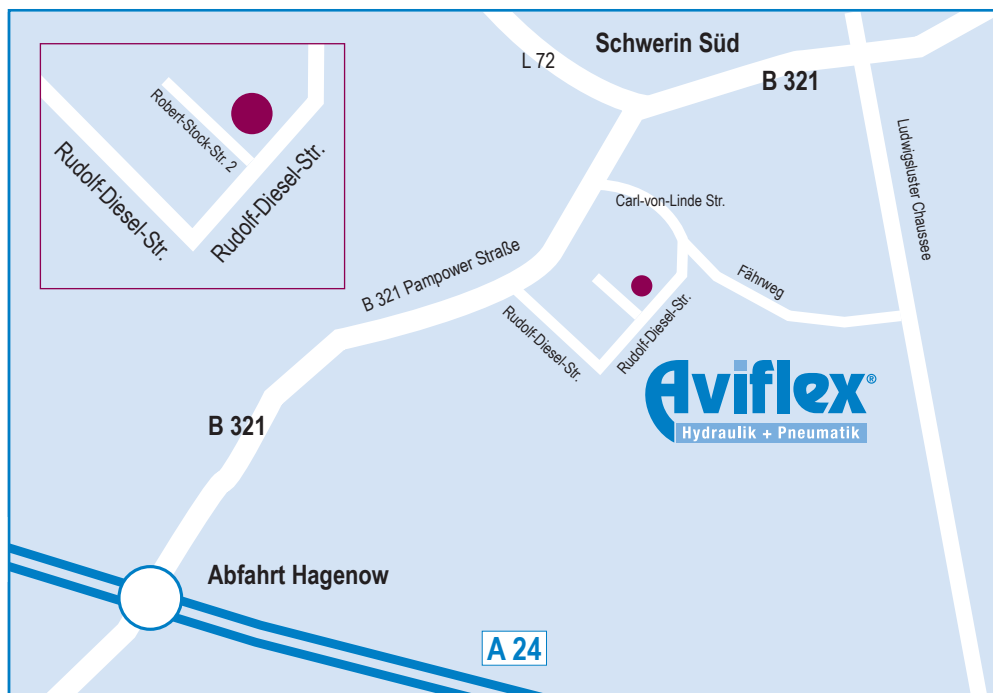 Schwerin Süd
L 72
B 321
Robert-Stock-Str. 2
Rudolf-Diesel-Str.
Rudolf-Diesel-Str.
Ludwigsluster Chaussee
Carl-von-Linde Str.
B 321 Pampower Straße
Fährweg
Rudolf-Diesel-Str.
Rudolf-Diesel-Str.
Aviflex®
Hydraulik + Pneumatik
B 321
Abfahrt Hagenow
A 24